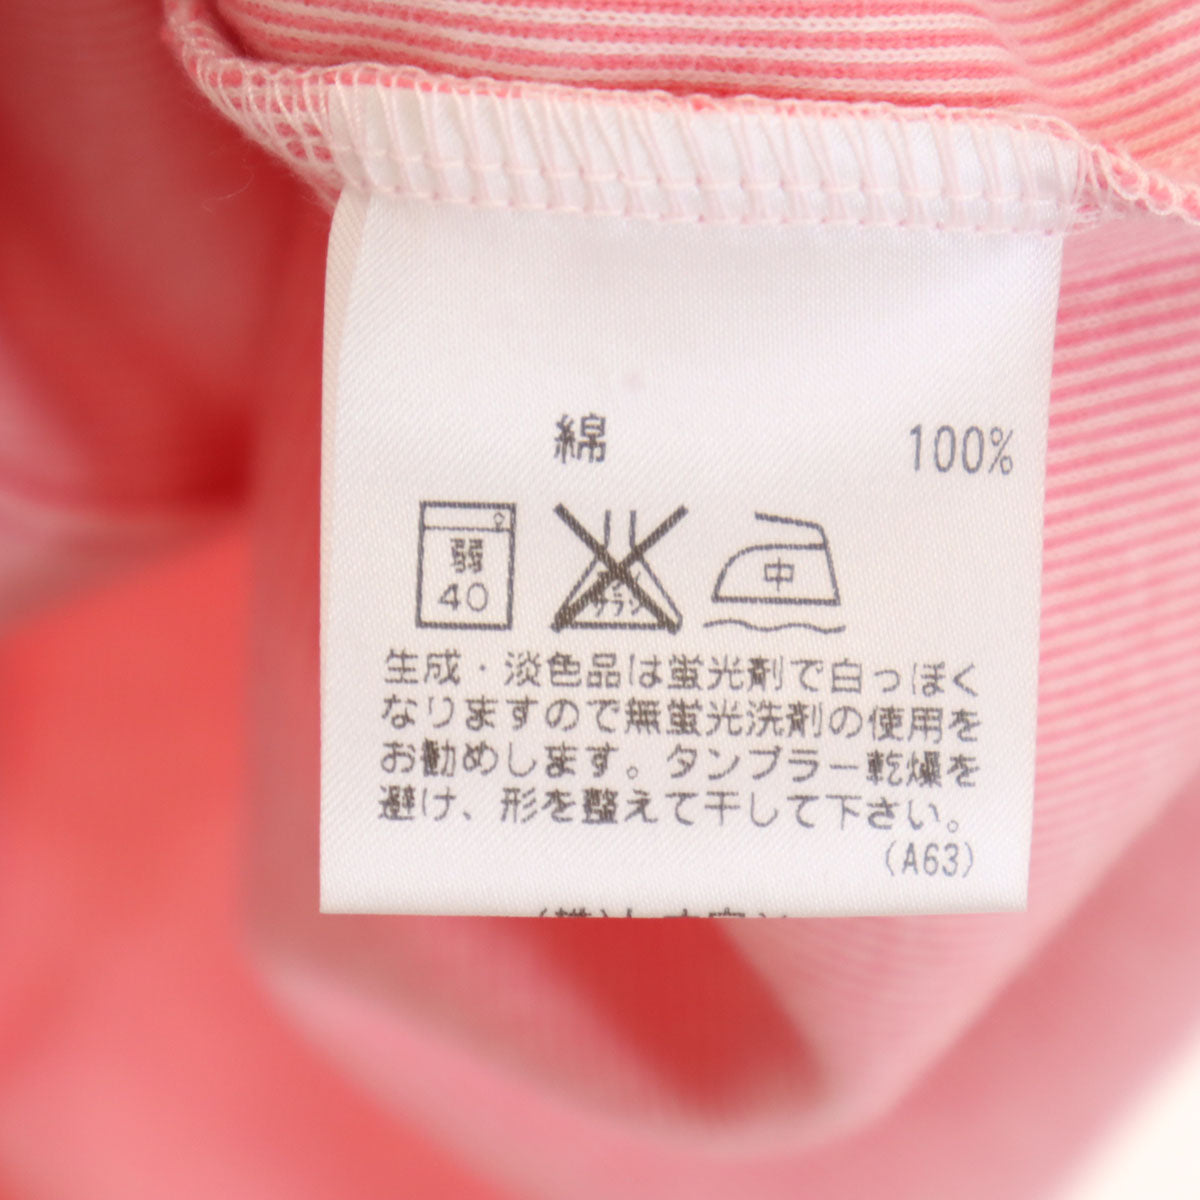 綿 100%
弱 中
40 サラシ
生成・淡色品は蛍光剤で白っぽく
なりますので無蛍光洗剤の使用を
お勧めします。タンブラー乾燥を
避け、形を整えて干して下さい。
(A63)